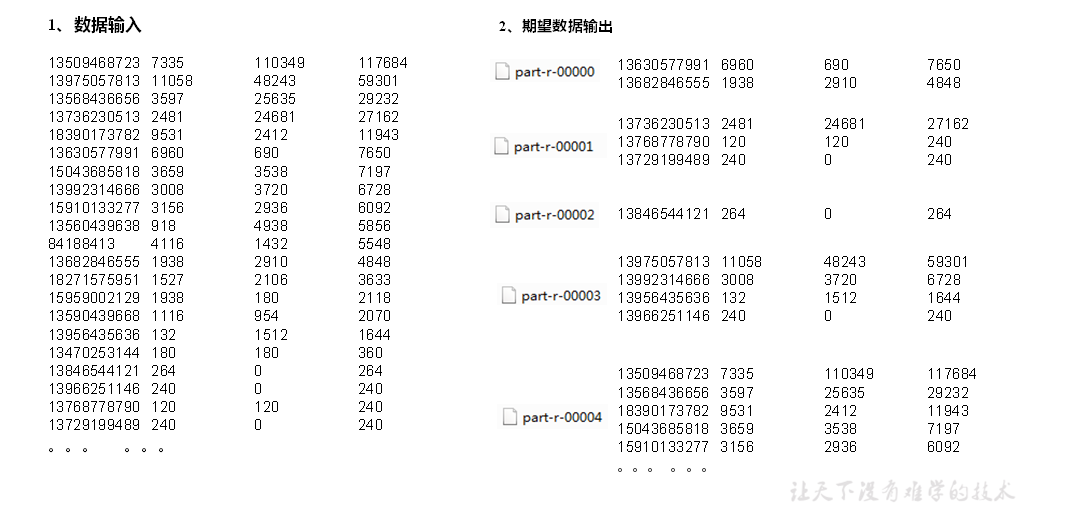 1、数据输入
13509468723 7335 110349 117684
13975057813 11058 48243 59301
13568436656 3597 25635 29232
13736230513 2481 24681 27162
18390173782 9531 2412 11943
13630577991 6960 690 7650
15043685818 3659 3538 7197
13992314666 3008 3720 6728
15910133277 3156 2936 6092
13560439638 918 4938 5856
84188413 4116 1432 5548
13682846555 1938 2910 4848
18271575951 1527 2106 3633
15959002129 1938 180 2118
13590439668 1116 954 2070
13956435636 132 1512 1644
13470253144 180 180 360
13846544121 264 0 264
13966251146 240 0 240
13768778790 120 120 240
13729199489 240 0 240
。。。 。。。
2、期望数据输出
part-r-00000
13630577991 6960 690 7650
13682846555 1938 2910 4848
part-r-00001
13736230513 2481 24681 27162
13768778790 120 120 240
13729199489 240 0 240
part-r-00002
13846544121 264 0 264
part-r-00003
13975057813 11058 48243 59301
13992314666 3008 3720 6728
13956435636 132 1512 1644
13966251146 240 0 240
part-r-00004
13509468723 7335 110349 117684
13568436656 3597 25635 29232
18390173782 9531 2412 11943
15043685818 3659 3538 7197
15910133277 3156 2936 6092
。。。 。。。
让天下没有难学的技术